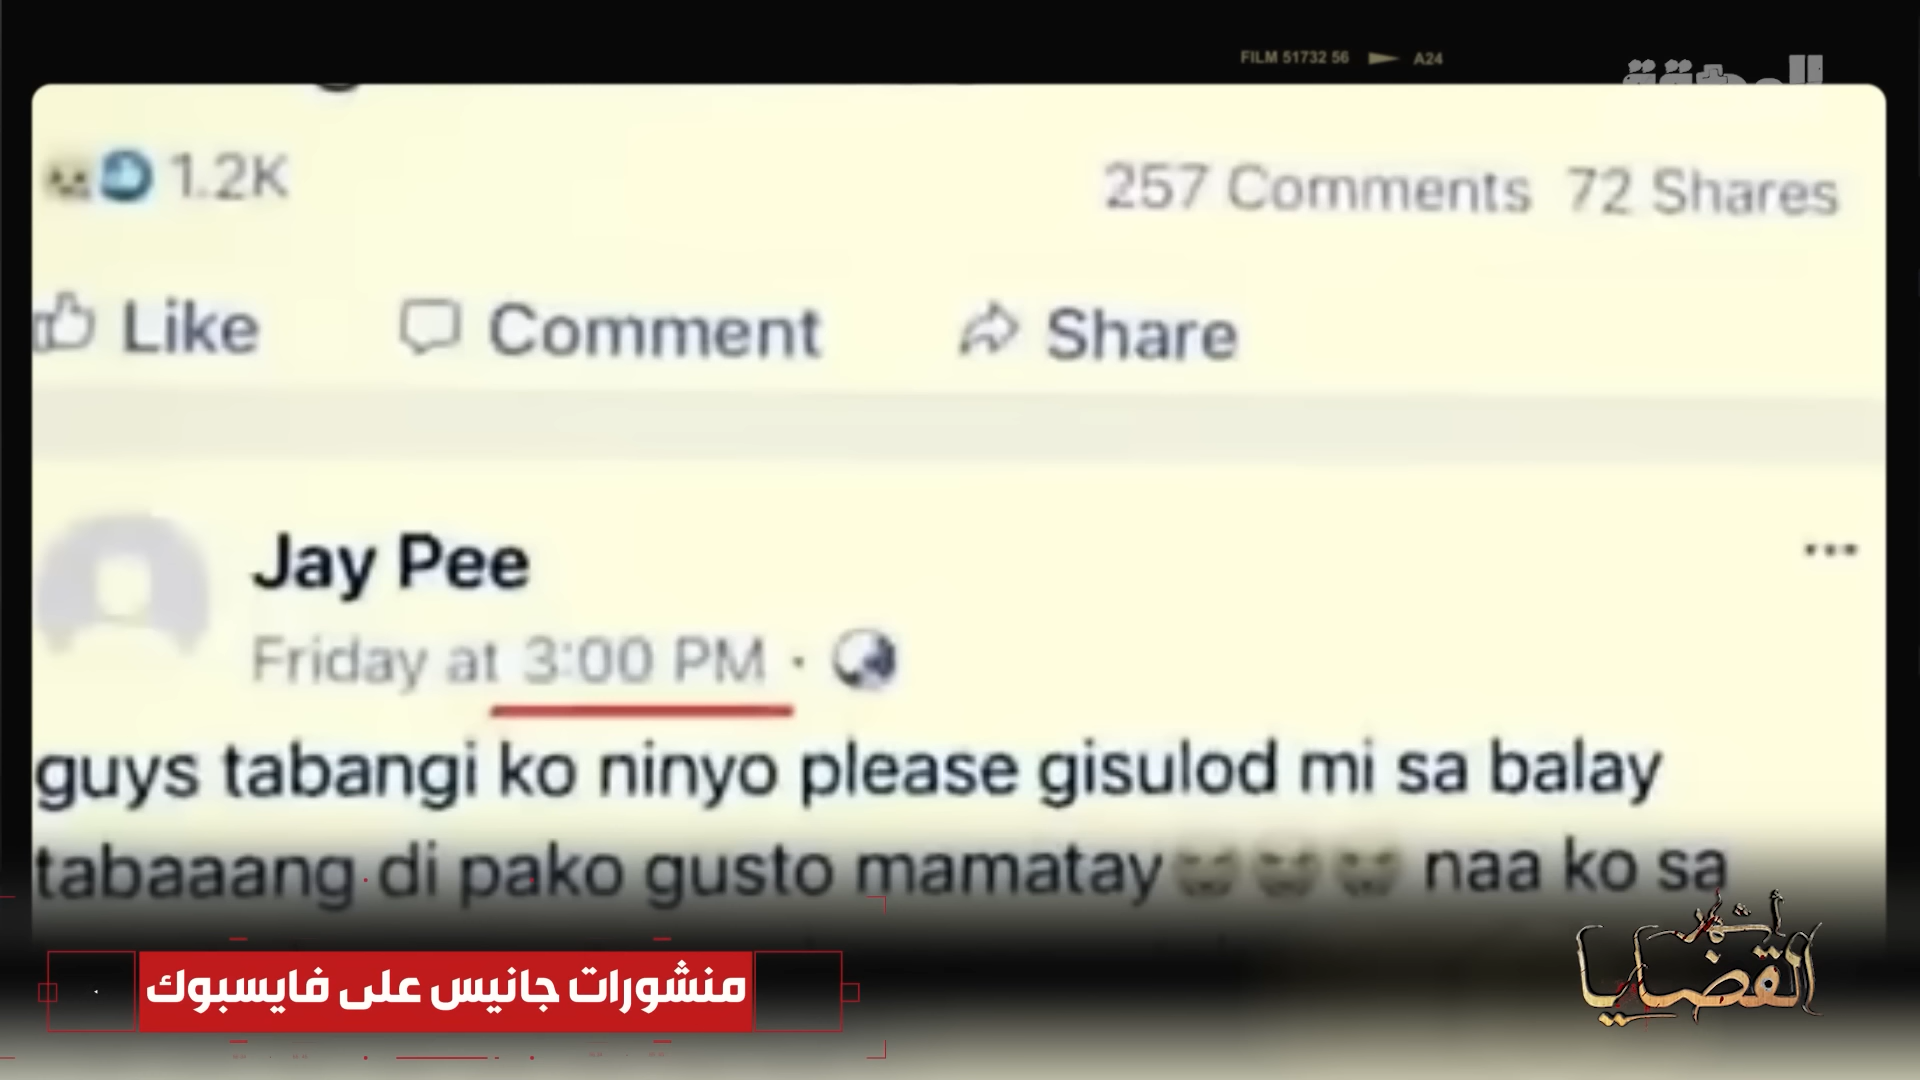 FILM 51732 56 A24
1.2K
257 Comments 72 Shares
Like Comment Share
Jay Pee
Friday at 3:00 PM ·
guys tabangi ko ninyo please gisulod mi sa balay
tabaaang di pako gusto mamatay naa ko sa
منشورات جانيس على فايسبوك
أشهر
القضايا